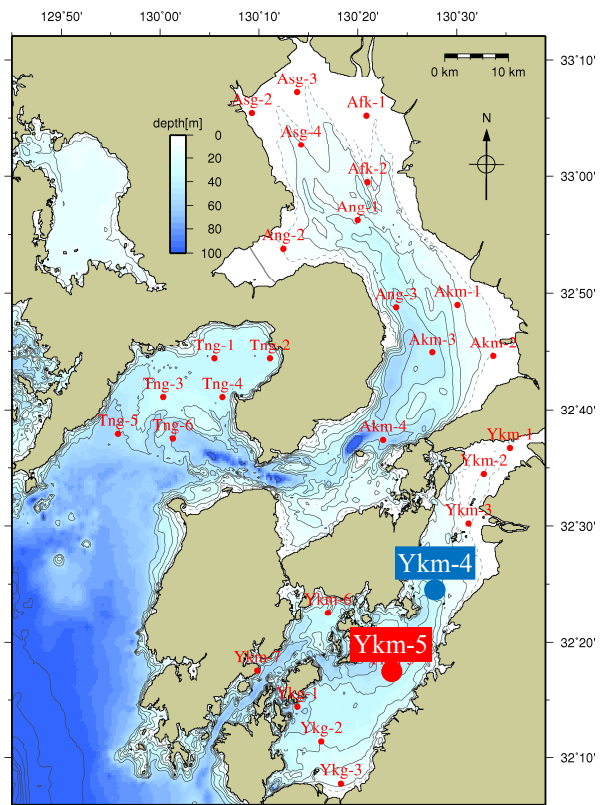 129°50' 130°00' 130°10' 130°20' 130°30'
33°10'
33°00'
32°50'
32°40'
32°30'
32°20'
32°10'
0 km 10 km
N
depth[m]
0
20
40
60
80
100
Asg-3
Asg-2
Afk-1
Asg-4
Afk-2
Ang-1
Ang-2
Ang-3
Akm-1
Akm-3
Akm-2
Tng-1
Tng-2
Tng-3
Tng-4
Tng-5
Tng-6
Akm-4
Ykm-1
Ykm-2
Ykm-3
Ykm-4
Ykm-6
Ykm-5
Ykm-7
Ykg-1
Ykg-2
Ykg-3